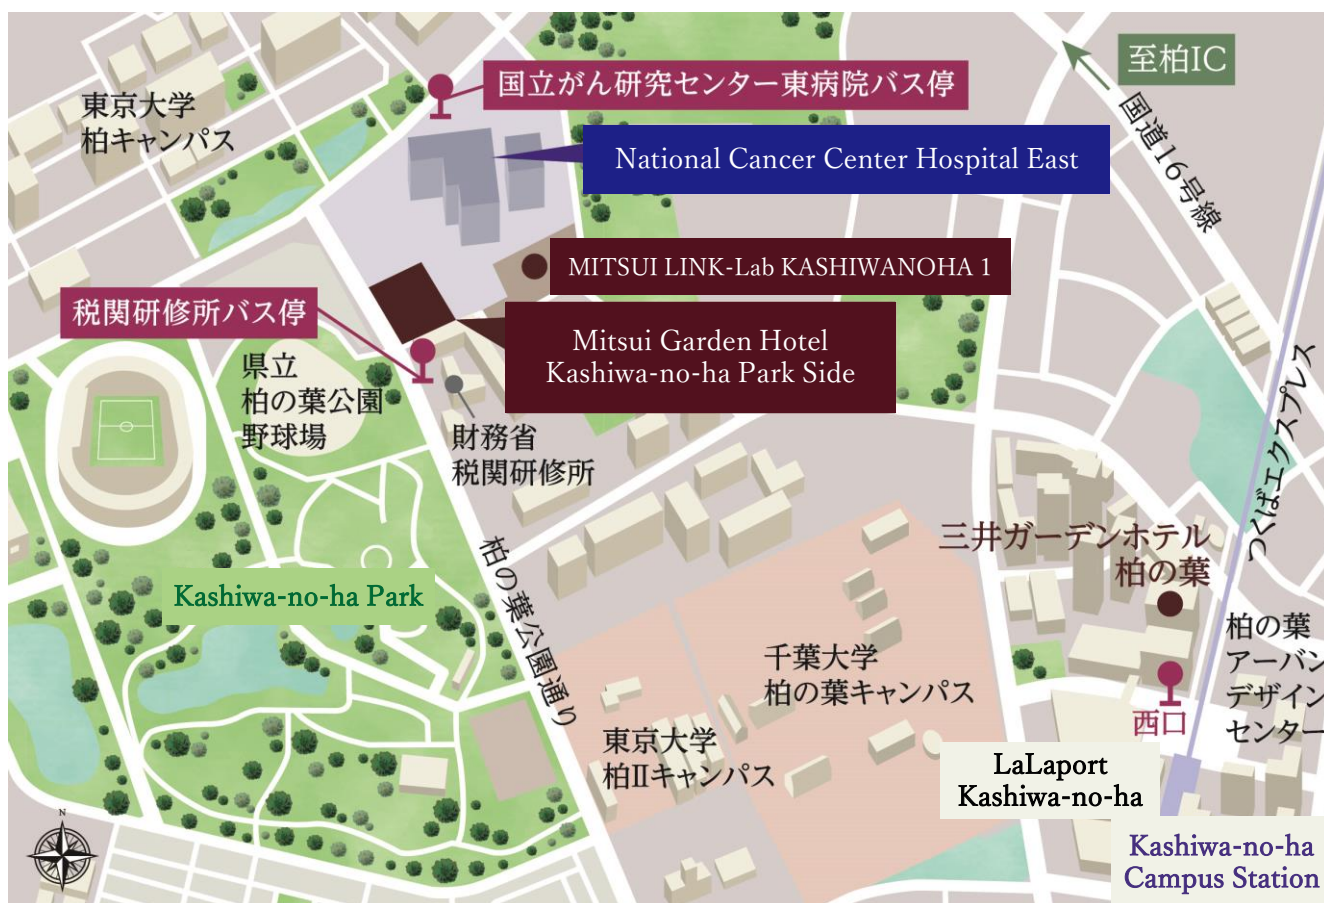 至柏IC
国立がん研究センター東病院バス停
東京大学
柏キャンパス
国道16号線
National Cancer Center Hospital East
MITSUI LINK-Lab KASHIWANOHA 1
税関研修所バス停
Mitsui Garden Hotel
Kashiwa-no-ha Park Side
県立
柏の葉公園
野球場
財務省
税関研修所
つくばエクスプレス
三井ガーデンホテル
柏の葉
柏の葉公園通り
Kashiwa-no-ha Park
柏の葉
アーバン
デザイン
センター
千葉大学
柏の葉キャンパス
西口
東京大学
柏IIキャンパス
LaLaport
Kashiwa-no-ha
N
Kashiwa-no-ha
Campus Station